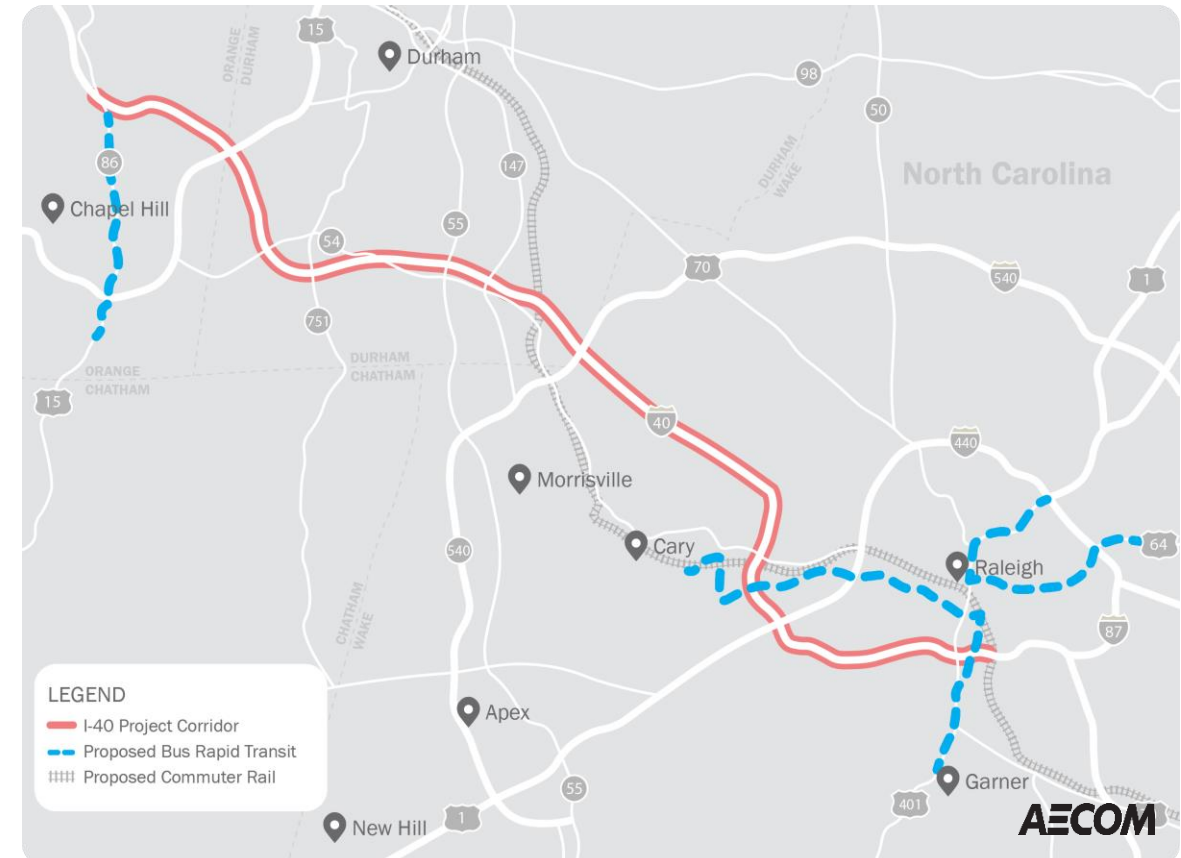 15
ORANGE
DURHAM
Durham
98
50
86
147
DURHAM
WAKE
North Carolina
Chapel Hill
55
54
70
540
1
751
DURHAM
CHATHAM
ORANGE
CHATHAM
15
40
440
Morrisville
540
Cary
64
Raleigh
CHATHAM
WAKE
87
LEGEND
I-40 Project Corridor
Proposed Bus Rapid Transit
Proposed Commuter Rail
Apex
Garner
55
401
1
New Hill
AECOM